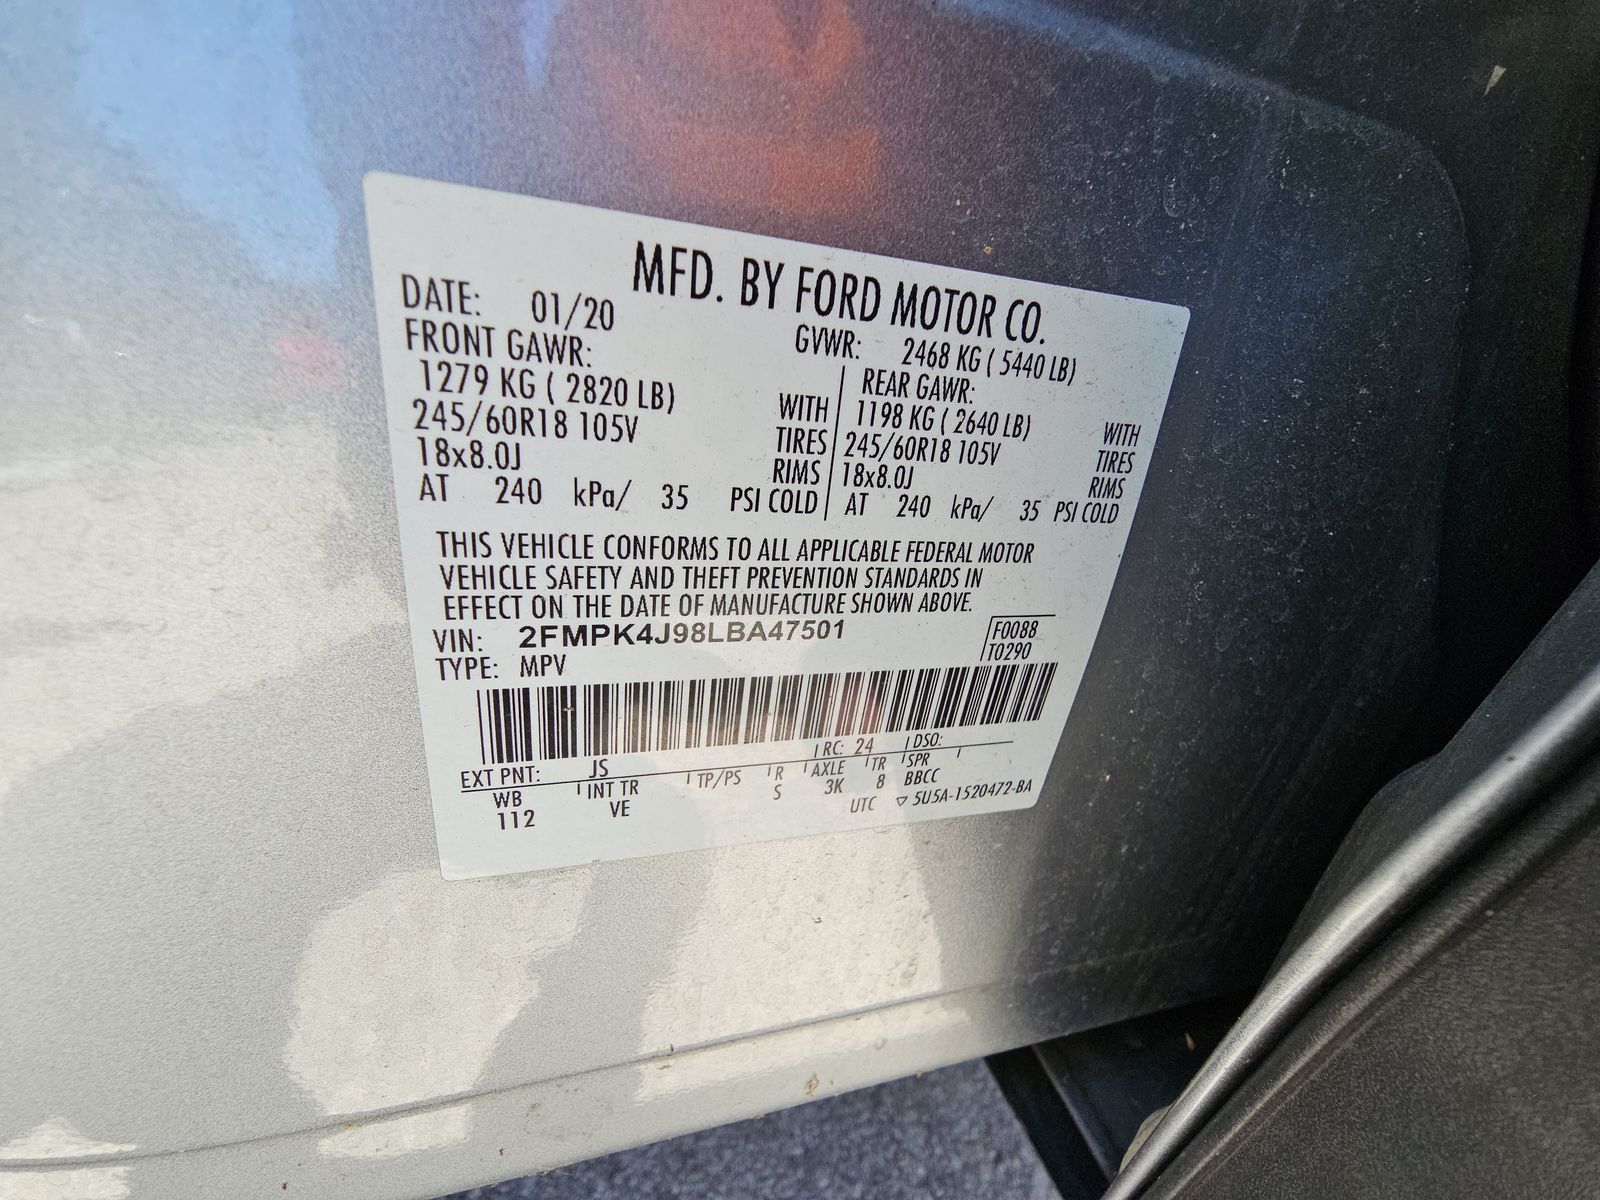 MFD. BY FORD MOTOR CO.
DATE: 01/20
GVWR: 2468 KG ( 5440 LB)
FRONT GAWR:
1279 KG ( 2820 LB) WITH
245/60R18 105V TIRES
18x8.0J RIMS
AT 240 kPa/ 35 PSI COLD
REAR GAWR:
1198 KG ( 2640 LB) WITH
245/60R18 105V TIRES
18x8.0J RIMS
AT 240 kPa/ 35 PSI COLD
THIS VEHICLE CONFORMS TO ALL APPLICABLE FEDERAL MOTOR
VEHICLE SAFETY AND THEFT PREVENTION STANDARDS IN
EFFECT ON THE DATE OF MANUFACTURE SHOWN ABOVE.
VIN: 2FMPK4J98LBA47501
TYPE: MPV
F0088
T0290
EXT PNT: JS RC: 24 DSO:
WB INT TR TP/PS R AXLE TR SPR
112 VE S 3K 8 BBCC
UTC ▽ 5U5A-1520472-BA